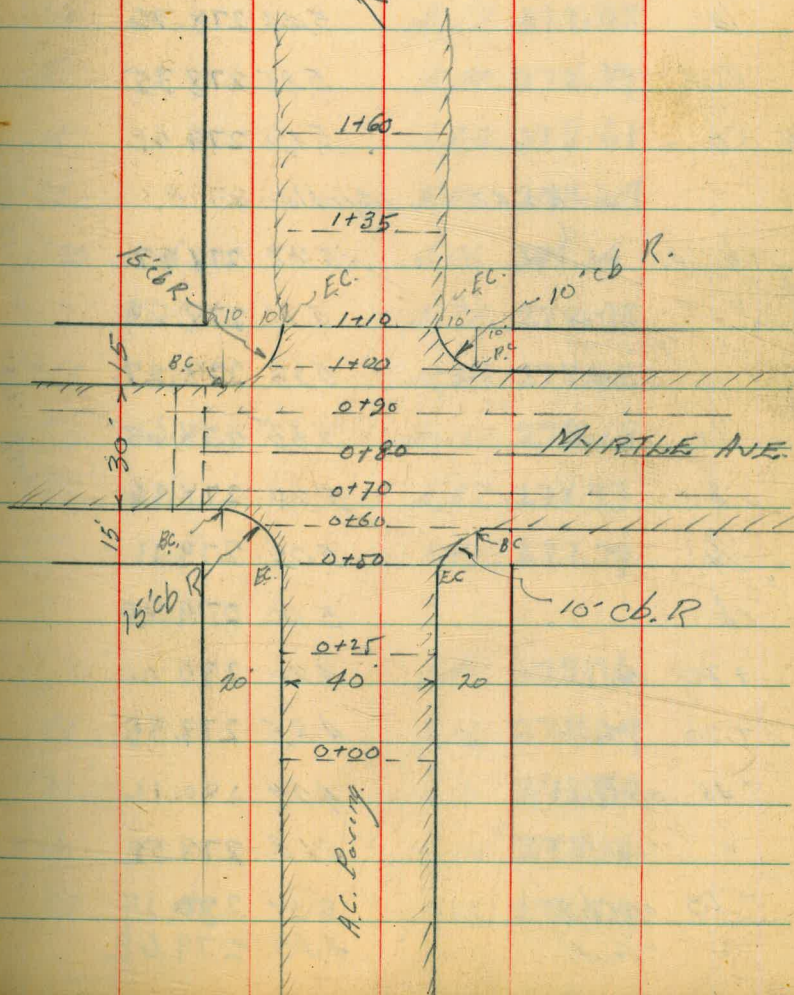 1+60
1+35
15' cb R.
E.C.
E.C.
10' cb R.
10
10'
1+10
10'
10'
15
B.C.
1+00
B.C.
0+90
30'
0+80
MYRTLE AVE.
0+70
15'
B.C.
0+60
BC
15' cb R
E.C.
0+50
E.C
10' cb. R
0+25
20'
40'
20
0+00
A.C. Paving